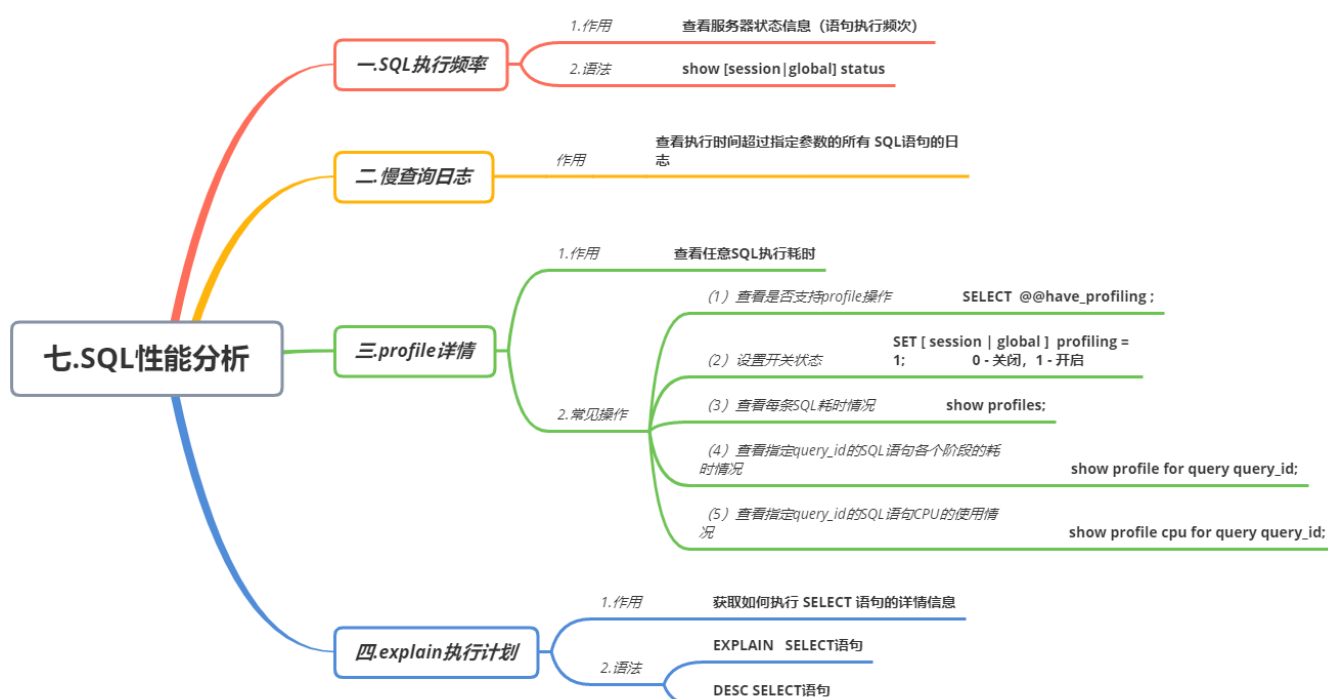 七.SQL性能分析
一.SQL执行频率
1.作用
查看服务器状态信息（语句执行频次）
2.语法
show [session|global] status
二.慢查询日志
作用
查看执行时间超过指定参数的所有 SQL语句的日
志
三.profile详情
1.作用
查看任意SQL执行耗时
2.常见操作
（1）查看是否支持profile操作
SELECT @@have_profiling ;
（2）设置开关状态
SET [ session | global ] profiling =
1; 0 - 关闭，1 - 开启
（3）查看每条SQL耗时情况
show profiles;
（4）查看指定query_id的SQL语句各个阶段的耗
时情况
show profile for query query_id;
（5）查看指定query_id的SQL语句CPU的使用情
况
show profile cpu for query query_id;
四.explain执行计划
1.作用
获取如何执行 SELECT 语句的详情信息
2.语法
EXPLAIN SELECT语句
DESC SELECT语句